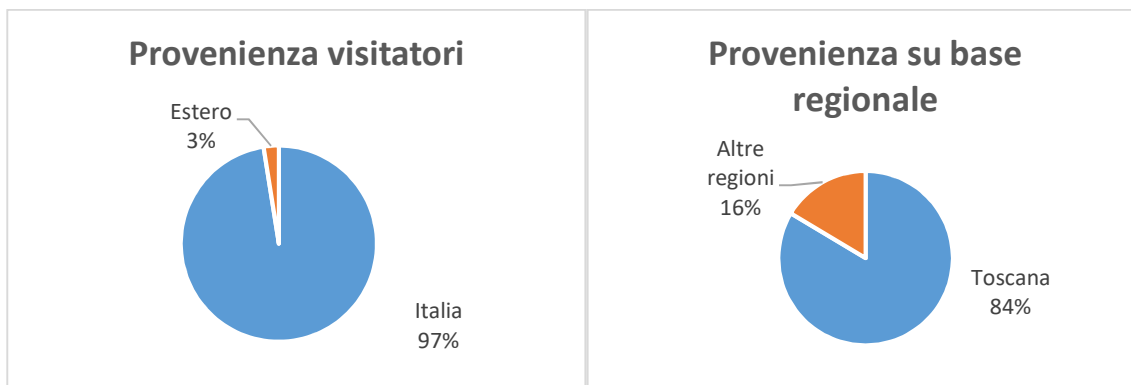 Provenienza visitatori
Estero
3%
Italia
97%
Provenienza su base
regionale
Altre
regioni
16%
Toscana
84%